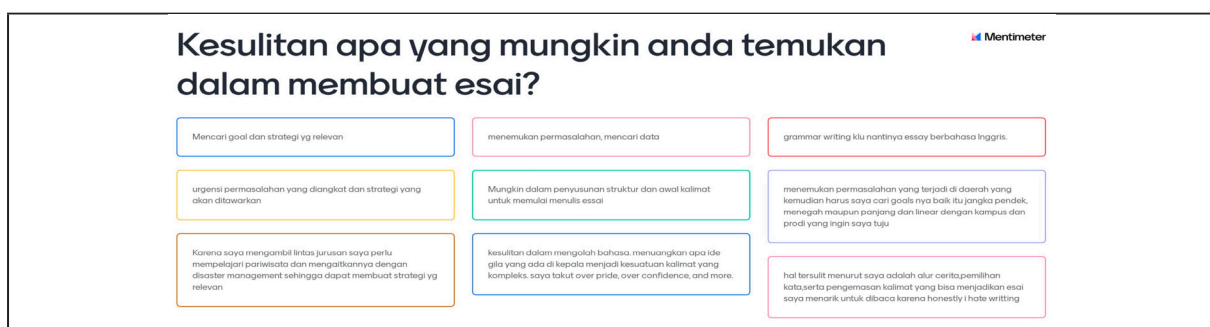 Kesulitan apa yang mungkin anda temukan
dalam membuat esai?
Mentimeter
Mencari goal dan strategi yg relevan
menemukan permasalahan, mencari data
grammar writing klu nantinya essay berbahasa Inggris.
urgensi permasalahan yang diangkat dan strategi yang
akan ditawarkan
Mungkin dalam penyusunan struktur dan awal kalimat
untuk memulai menulis essai
menemukan permasalahan yang terjadi di daerah yang
kemudian harus saya cari goals nya baik itu jangka pendek,
menegah maupun panjang dan linear dengan kampus dan
prodi yang ingin saya tuju
Karena saya mengambil lintas jurusan saya perlu
mempelajari pariwisata dan mengaitkannya dengan
disaster management sehingga dapat membuat strategi yg
relevan
kesulitan dalam mengolah bahasa. menuangkan apa ide
gila yang ada di kepala menjadi kesuatuan kalimat yang
kompleks. saya takut over pride, over confidence, and more.
hal tersulit menurut saya adalah alur cerita,pemilihan
kata,serta pengemasan kalimat yang bisa menjadikan esai
saya menarik untuk dibaca karena honestly i hate writting